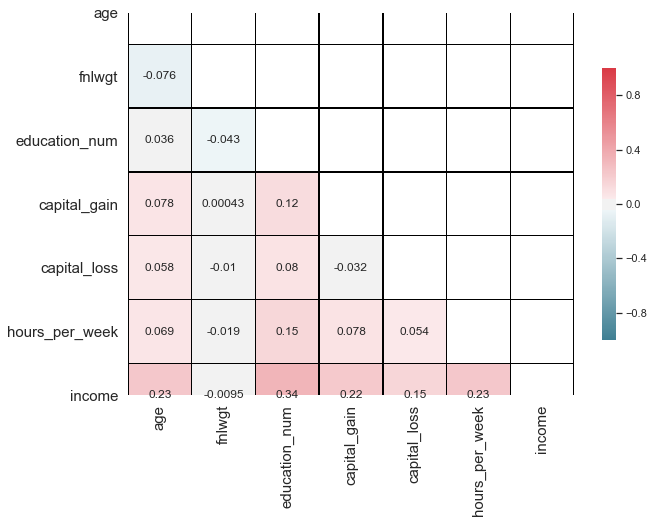 age
fnlwgt -0.076
education_num 0.036 -0.043
capital_gain 0.078 0.00043 0.12
capital_loss 0.058 -0.01 0.08 -0.032
hours_per_week 0.069 -0.019 0.15 0.078 0.054
income 0.23 -0.0095 0.34 0.22 0.15 0.23
age fnlwgt education_num capital_gain capital_loss hours_per_week income
0.8
0.4
0.0
-0.4
-0.8